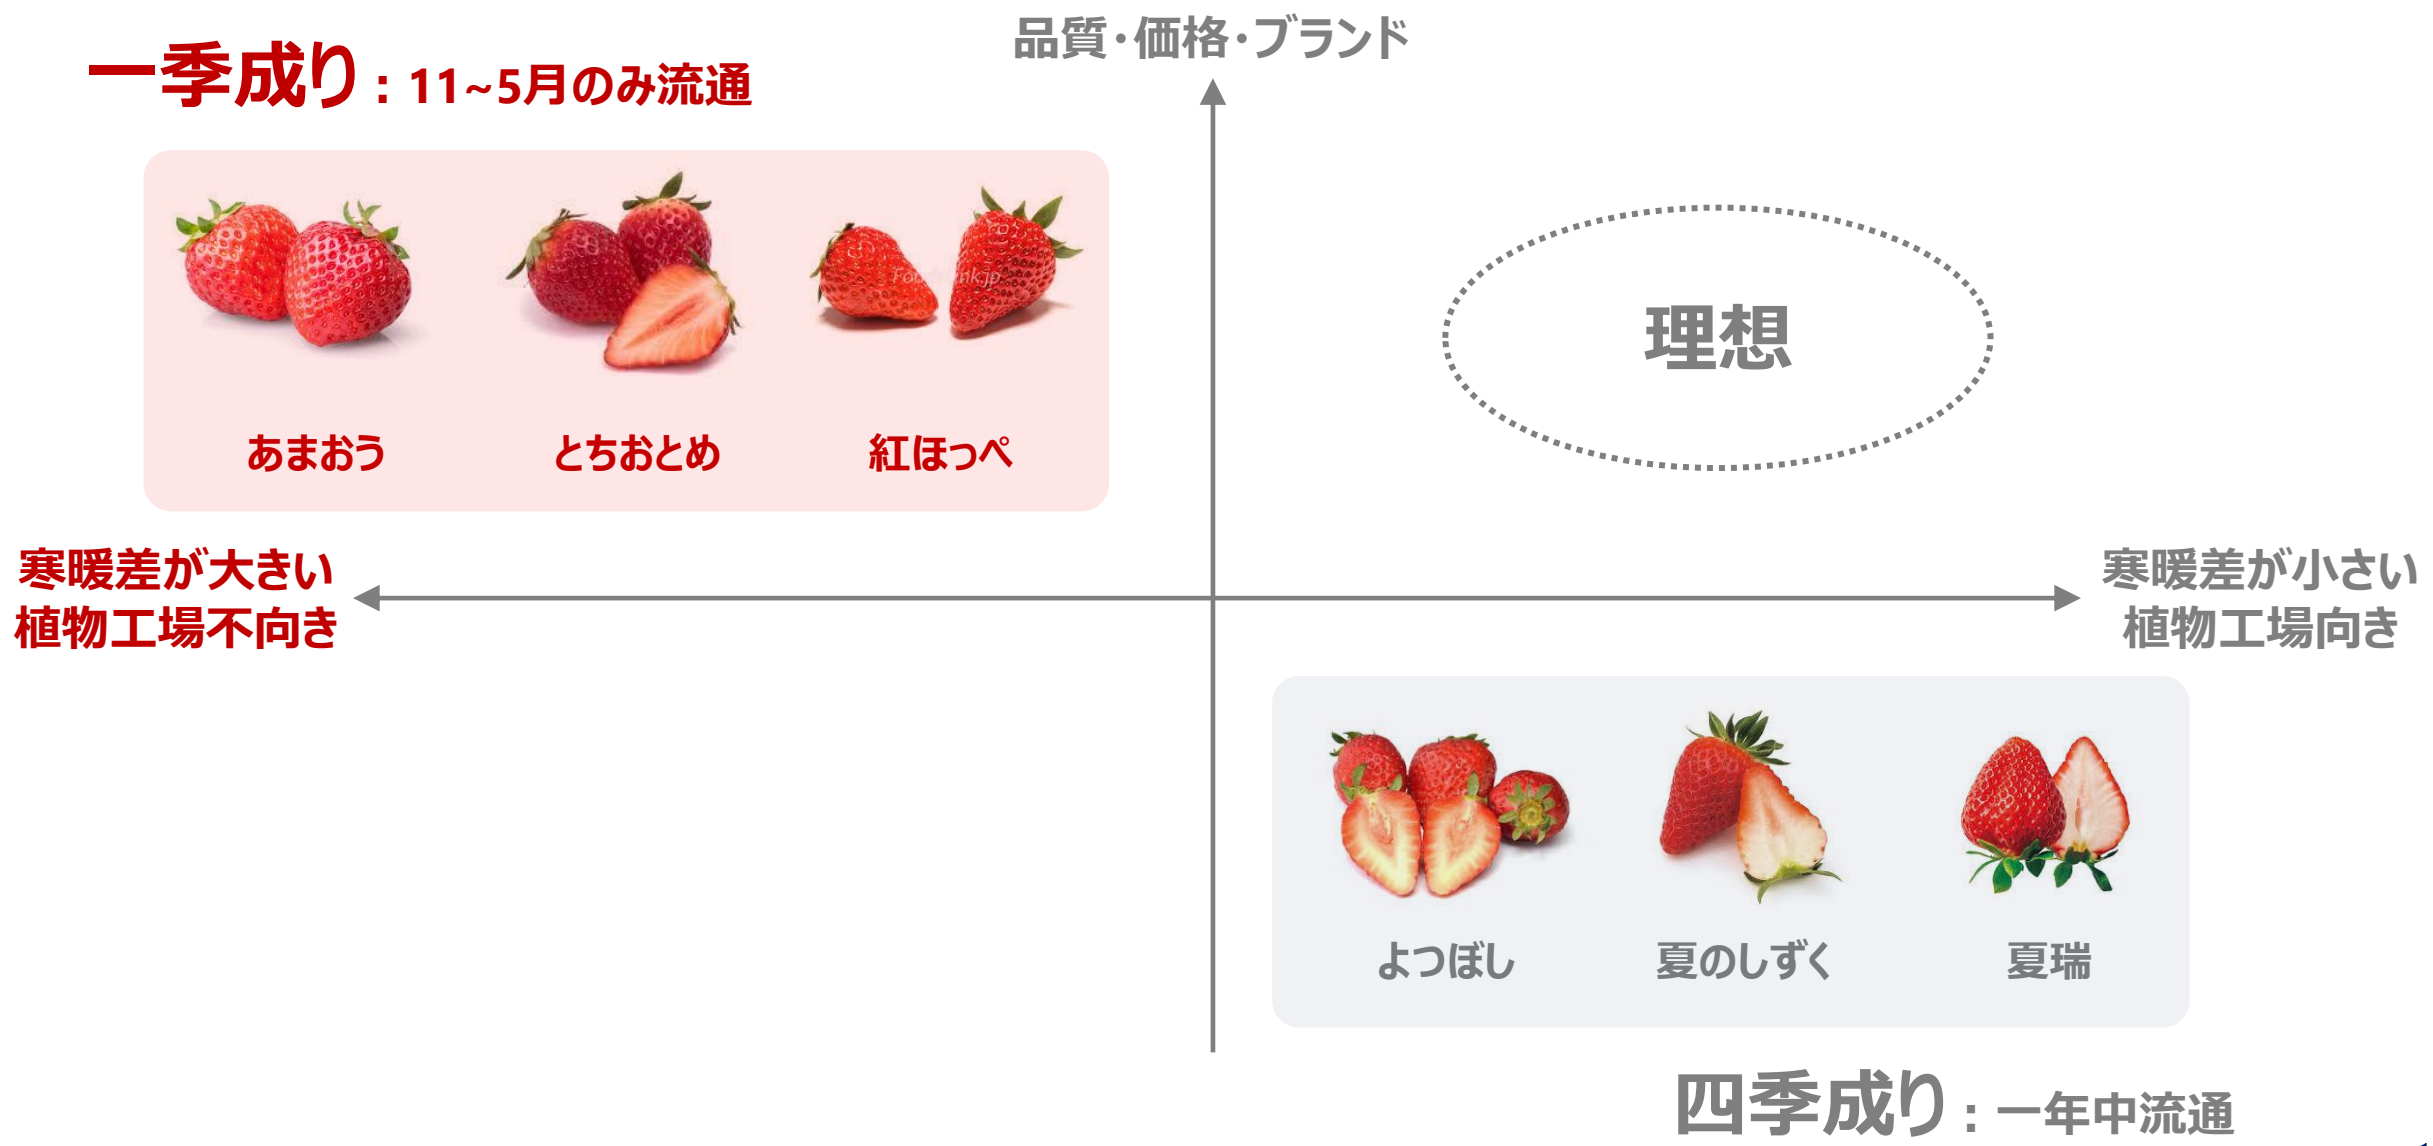 品質・価格・ブランド
一季成り：11~5月のみ流通
あまおう
とちおとめ
紅ほっぺ
理想
寒暖差が大きい
植物工場不向き
寒暖差が小さい
植物工場向き
よつぼし
夏のしずく
夏瑞
四季成り：一年中流通